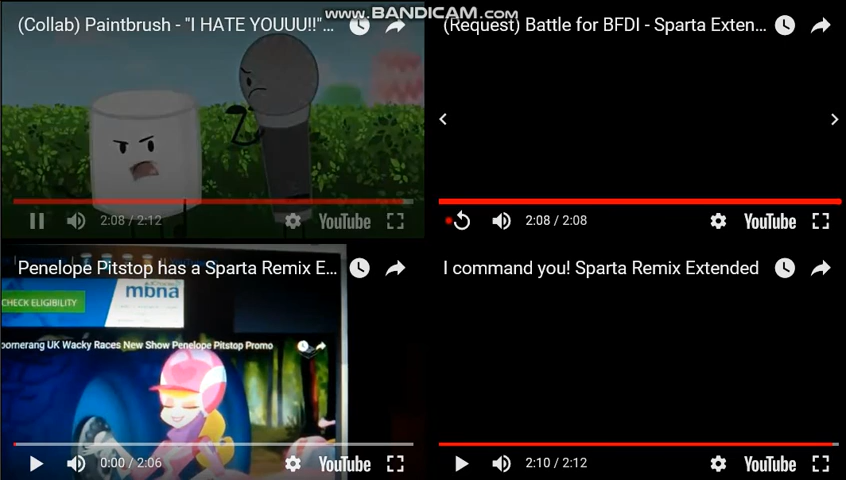 www.BANDICAM.com
(Collab) Paintbrush - "I HATE YOUUU!!"...
(Request) Battle for BFDI - Sparta Exten...
2:08 / 2:12
YouTube
2:08 / 2:08
YouTube
Penelope Pitstop has a Sparta Remix E...
I command you! Sparta Remix Extended
CHECK ELIGIBILITY
mbna
boomerang UK Wacky Races New Show Penelope Pitstop Promo
0:00 / 2:06
YouTube
2:10 / 2:12
YouTube